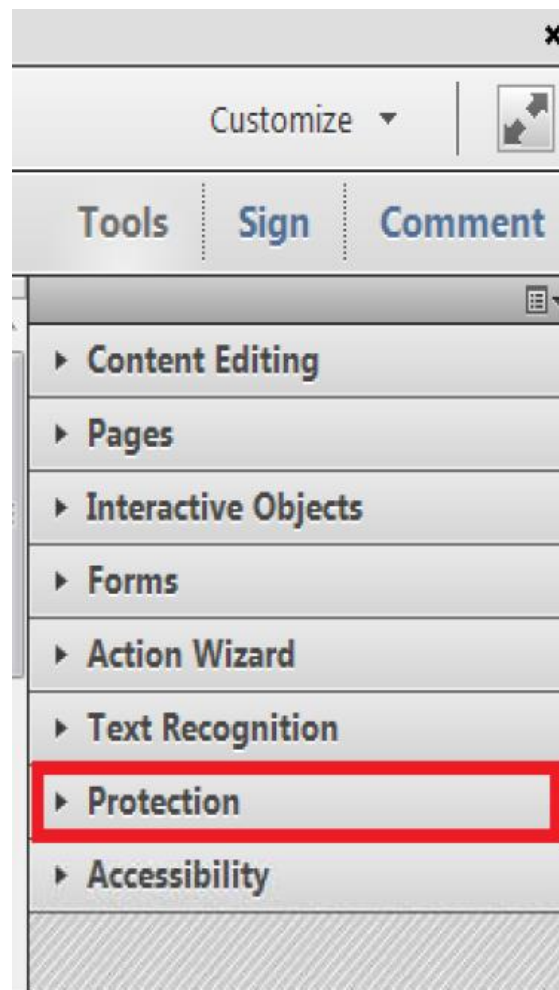 Customize
Tools Sign Comment
Content Editing
Pages
Interactive Objects
Forms
Action Wizard
Text Recognition
Protection
Accessibility